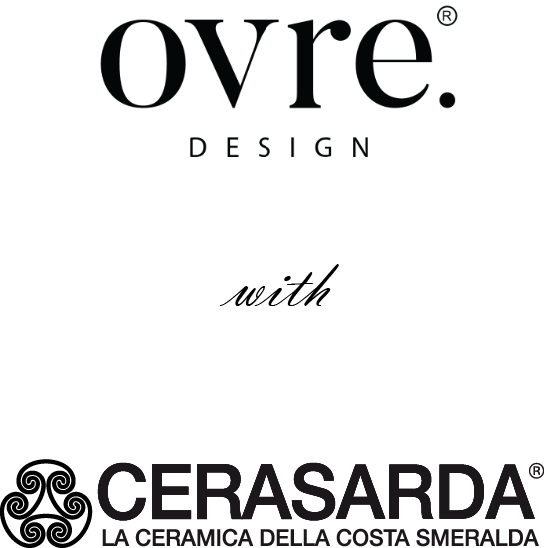 ovre.®
DESIGN
with
CERASARDA®
LA CERAMICA DELLA COSTA SMERALDA